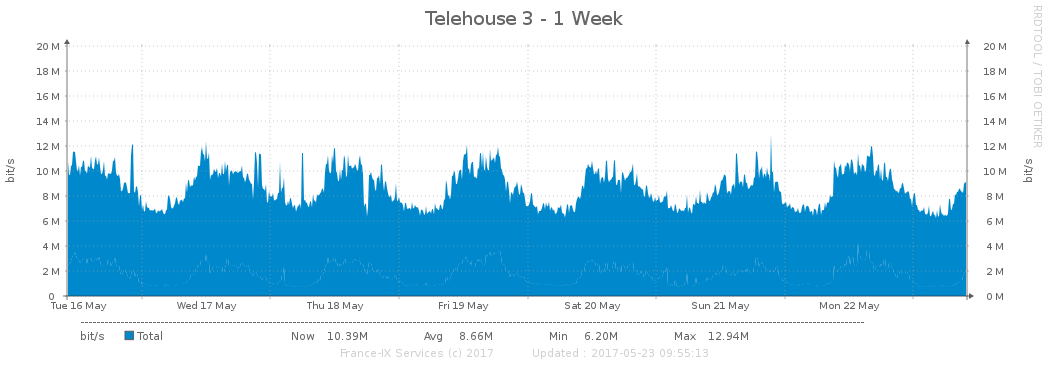 Telehouse 3 - 1 Week
RRDTOOL / TOBI OETIKER
20 M 20 M
18 M 18 M
16 M 16 M
14 M 14 M
12 M 12 M
10 M 10 M
8 M 8 M
6 M 6 M
4 M 4 M
2 M 2 M
0 0 M
bit/s
bit/s
Tue 16 May Wed 17 May Thu 18 May Fri 19 May Sat 20 May Sun 21 May Mon 22 May
bit/s Total Now 10.39M Avg 8.66M Min 6.20M Max 12.94M
France-IX Services (c) 2017 Updated : 2017-05-23 09:55:13